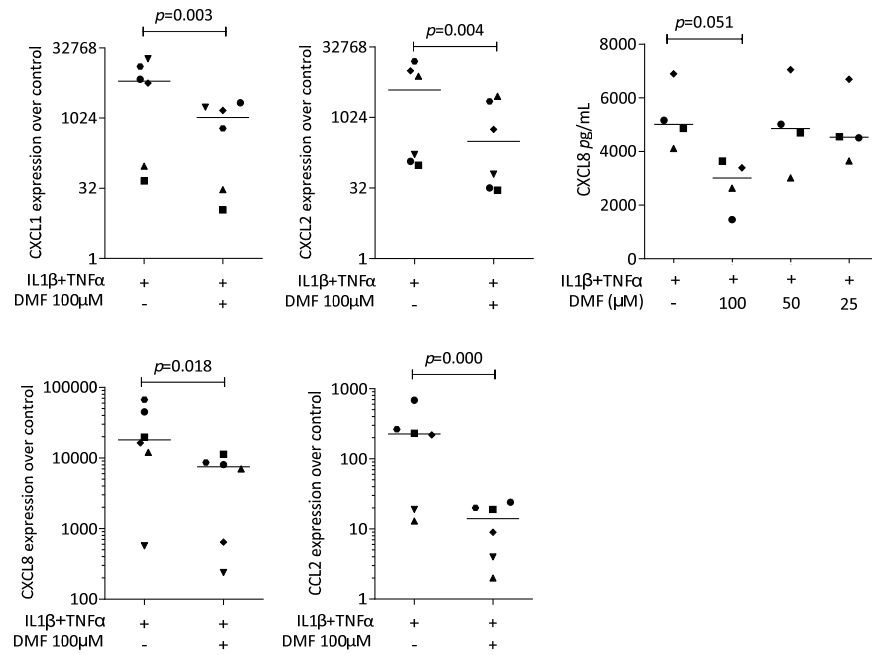 p=0.003
CXCL1 expression over control
32768
1024
32
1
IL1β+TNFα + +
DMF 100µM - +
p=0.004
CXCL2 expression over control
32768
1024
32
1
IL1β+TNFα + +
DMF 100µM - +
p=0.051
CXCL8 pg/mL
8000
6000
4000
2000
0
IL1β+TNFα + + + +
DMF (µM) - 100 50 25
p=0.018
CXCL8 expression over control
100000
10000
1000
100
IL1β+TNFα + +
DMF 100µM - +
p=0.000
CCL2 expression over control
1000
100
10
1
IL1β+TNFα + +
DMF 100µM - +